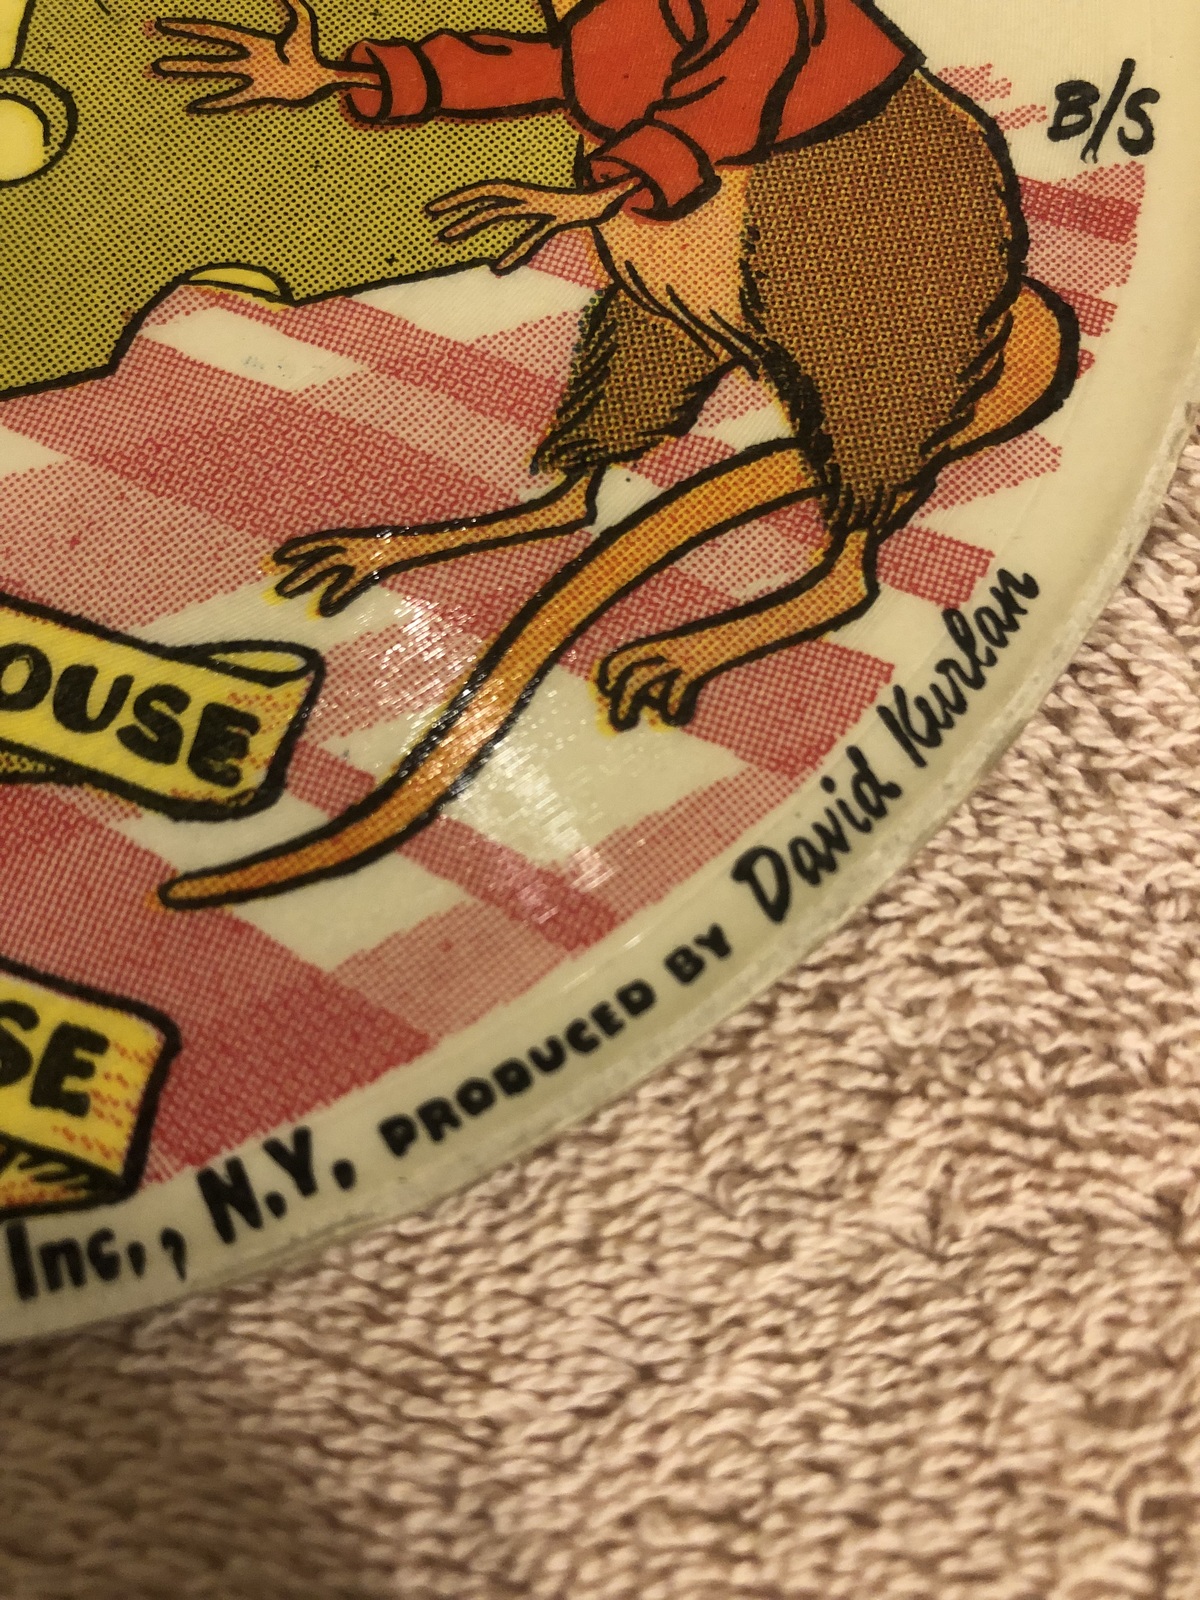 B/S
OUSE
SE
Inc., N.Y. PRODUCED BY David Kurlan